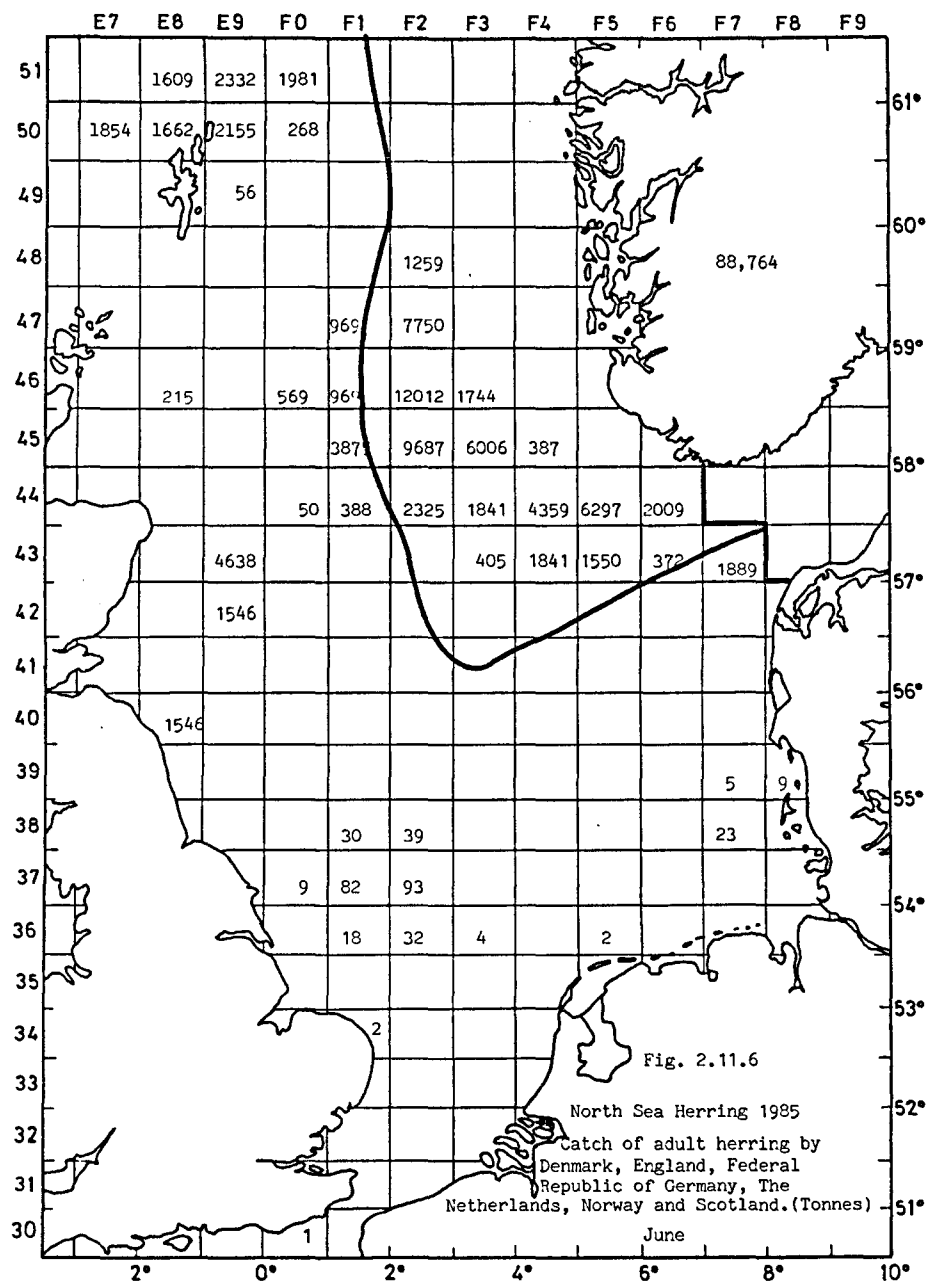 E7 E8 E9 F0 F1 F2 F3 F4 F5 F6 F7 F8 F9
51 1609 2332 1981
61°
50 1854 1662 2155 268
49 56
60°
48 1259 88,764
47 969 7750
59°
46 215 569 12012 1744
45 387 9687 6006 387
58°
44 50 388 2325 1841 4359 6297 2009
43 4638 405 1841 1550 372 1889
57°
42 1546
41
56°
40 1546
39 5 9
55°
38 30 39 23
37 9 82 93
54°
36 18 32 4 2
35
53°
34 2
Fig. 2.11.6
33
52°
North Sea Herring 1985
32
Catch of adult herring by
Denmark, England, Federal
31
Republic of Germany, The
Netherlands, Norway and Scotland.(Tonnes)
51°
30 1 June
2° 0° 2° 4° 6° 8° 10°